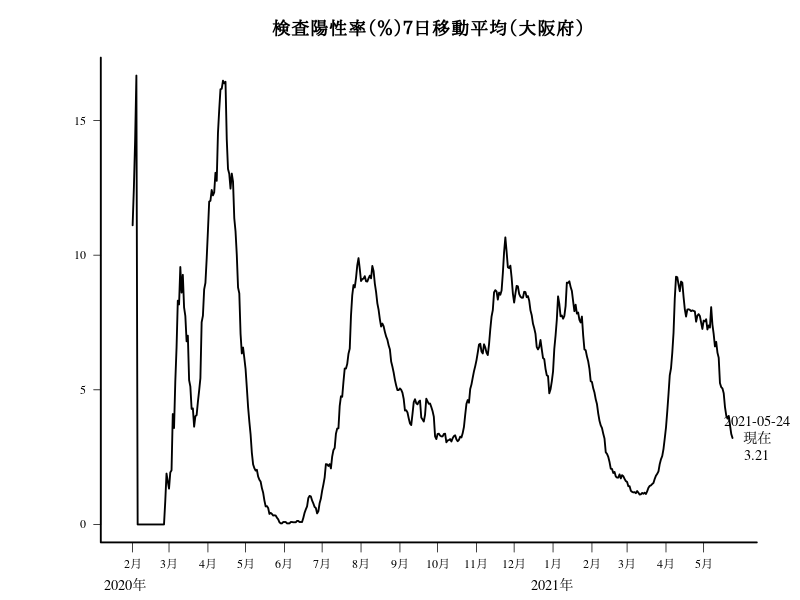 検査陽性率(%)7日移動平均(大阪府)
15
10
5
0
2021-05-24
現在
3.21
2月 3月 4月 5月 6月 7月 8月 9月 10月 11月 12月 1月 2月 3月 4月 5月
2020年 2021年